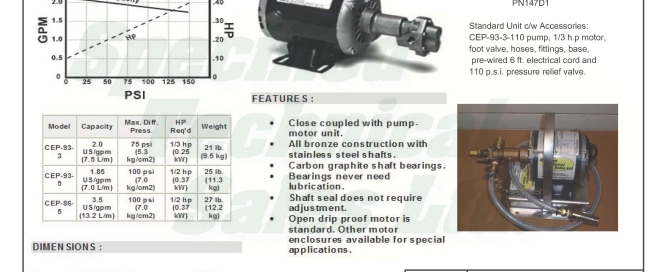 2.0
1.5
1.0
0.5
0
GPM
Hp
.40
.30
.20
.10
0
HP
0 25 50 75 100 125 150
PSI
Model Capacity Max. Diff. Press. HP Req'd Weight
CEP-93-3 2.0 US/gpm (7.5 L/m) 75 psi (5.3 kg/cm2) 1/3 hp (0.25 kW) 21 lb. (9.5 kg)
CEP-93-5 1.85 US/gpm (7.0 L/m) 100 psi (7.0 kg/cm2) 1/2 hp (0.37 kW) 25 lb. (11.3 kg)
CEP-86-5 3.5 US/gpm (13.2 L/m) 100 psi (7.0 kg/cm2) 1/2 hp (0.37 kW) 27 lb. (12.2 kg)
DIMENSIONS :
FEATURES :
• Close coupled with pump-
motor unit.
• All bronze construction with
stainless steel shafts.
• Carbon graphite shaft bearings.
• Bearings never need
lubrication.
• Shaft seal does not require
adjustment.
• Open drip proof motor is
standard. Other motor
enclosures available for special
applications.
PN147D1
Standard Unit c/w Accessories:
CEP-93-3-110 pump, 1/3 h.p motor,
foot valve, hoses, fittings, base,
pre-wired 6 ft. electrical cord and
110 p.s.i. pressure relief valve.